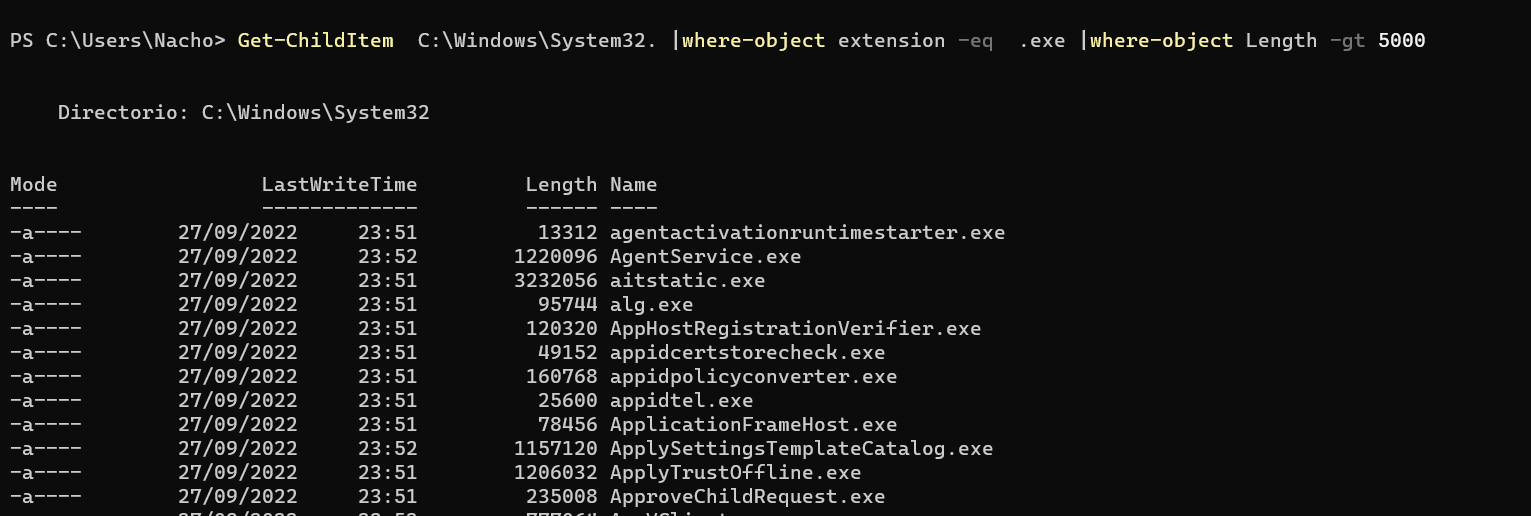 PS C:\Users\Nacho> Get-ChildItem  C:\Windows\System32. |where-object extension -eq  .exe |where-object Length -gt 5000
Directorio: C:\Windows\System32
Mode                 LastWriteTime         Length Name
----                 -------------         ------ ----
-a----        27/09/2022     23:51          13312 agentactivationruntimestarter.exe
-a----        27/09/2022     23:52        1220096 AgentService.exe
-a----        27/09/2022     23:51        3232056 aitstatic.exe
-a----        27/09/2022     23:51          95744 alg.exe
-a----        27/09/2022     23:51         120320 AppHostRegistrationVerifier.exe
-a----        27/09/2022     23:51          49152 appidcertstorecheck.exe
-a----        27/09/2022     23:51         160768 appidpolicyconverter.exe
-a----        27/09/2022     23:51          25600 appidtel.exe
-a----        27/09/2022     23:51          78456 ApplicationFrameHost.exe
-a----        27/09/2022     23:52        1157120 ApplySettingsTemplateCatalog.exe
-a----        27/09/2022     23:51        1206032 ApplyTrustOffline.exe
-a----        27/09/2022     23:51         235008 ApproveChildRequest.exe